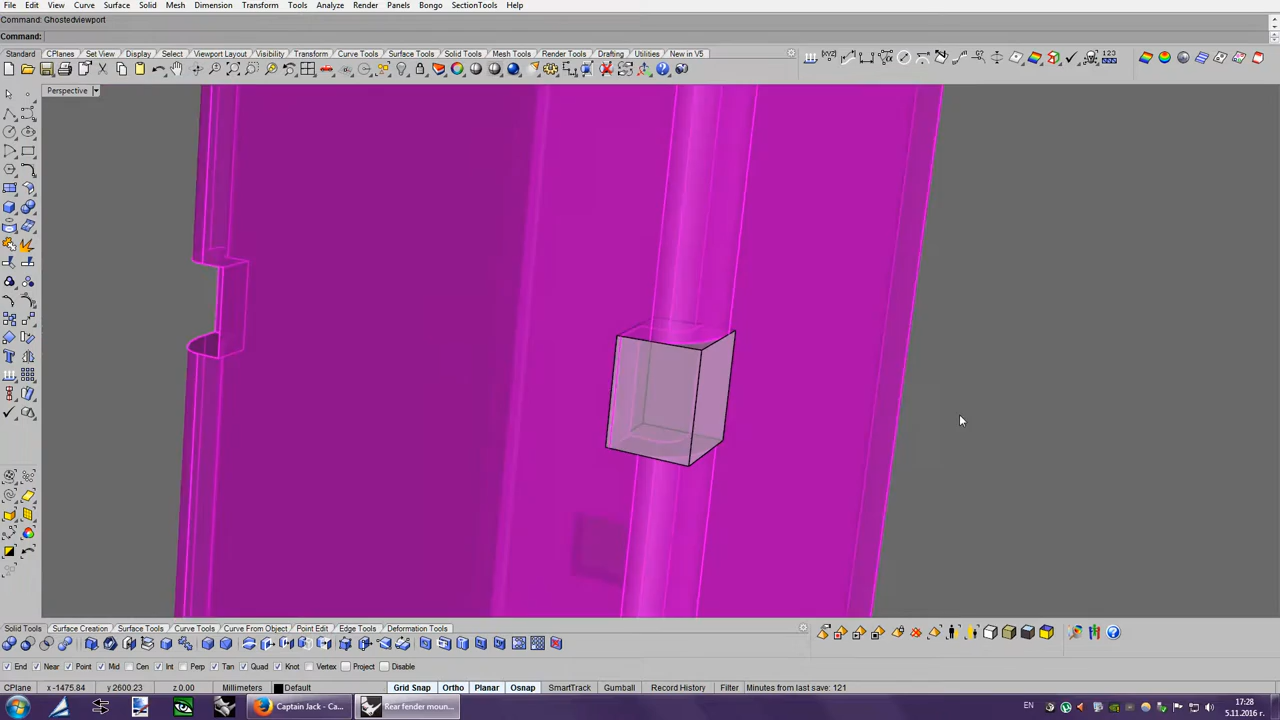 File Edit View Curve Surface Solid Mesh Dimension Transform Tools Analyze Render Panels Bongo SectionTools Help
Command: Ghostedviewport
Command:
Standard CPlanes Set View Display Select Viewport Layout Visibility Transform Curve Tools Surface Tools Solid Tools Mesh Tools Render Tools Drafting Utilities New in V5
Perspective
Solid Tools Surface Creation Surface Tools Curve Tools Curve From Object Point Edit Edge Tools Deformation Tools
End Near Point Mid Cen Int Perp Tan Quad Knot Vertex Project Disable
CPlane x -1475.84 y 2600.23 z 0.00 Millimeters Default Grid Snap Ortho Planar Osnap SmartTrack Gumball Record History Filter Minutes from last save: 121
Captain Jack - Ca... Rear fender moun... EN 17:28
5.11.2016 г.